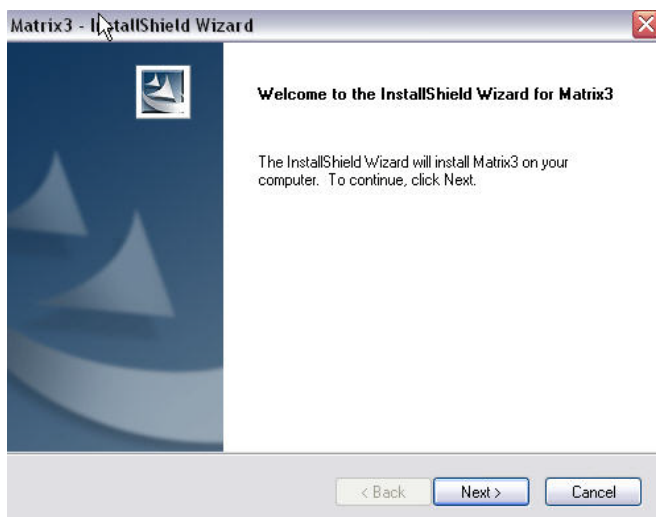 Matrix3 - InstallShield Wizard
Welcome to the InstallShield Wizard for Matrix3
The InstallShield Wizard will install Matrix3 on your
computer. To continue, click Next.
< Back
Next >
Cancel